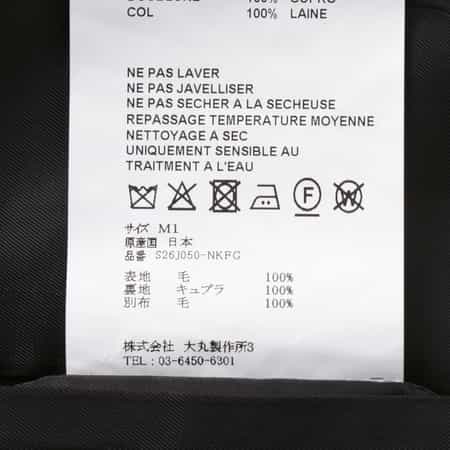 100%
COL 100% LAINE
NE PAS LAVER
NE PAS JAVELLISER
NE PAS SECHER A LA SECHEUSE
REPASSAGE TEMPERATURE MOYENNE
NETTOYAGE A SEC
UNIQUEMENT SENSIBLE AU
TRAITMENT A L'EAU
F W
サイズ M1
原産国 日本
品番 S26J050-NKPG
表地 毛 100%
裏地 キュプラ 100%
別布 毛 100%
株式会社 大丸製作所3
TEL : 03-6450-6301